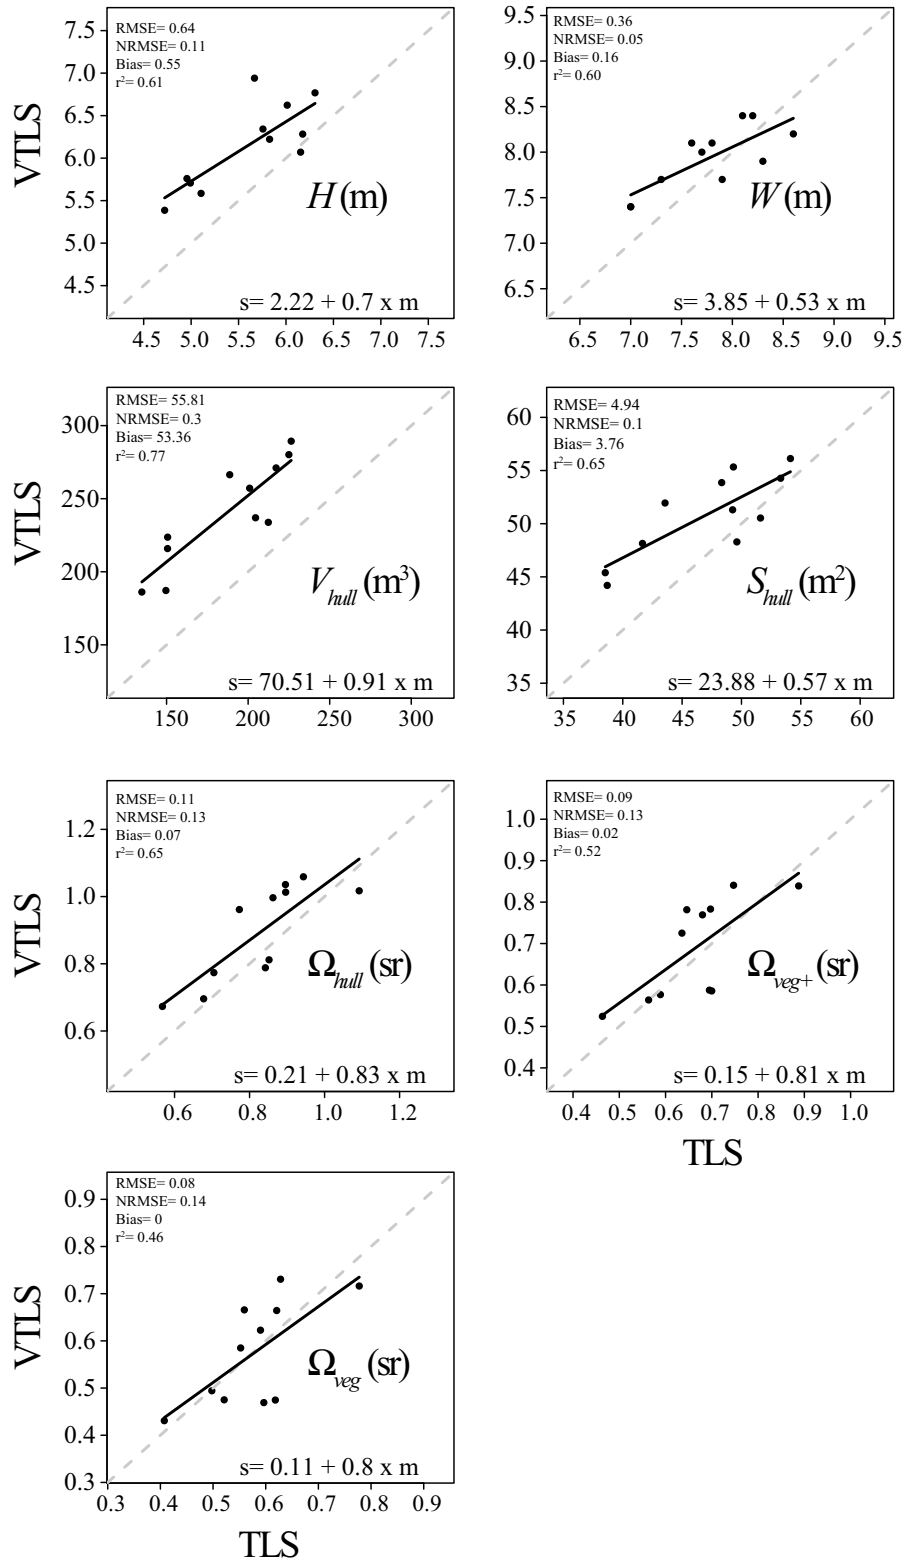 RMSE= 0.64
NRMSE= 0.11
Bias= 0.55
r²= 0.61
7.5
7.0
6.5
6.0
5.5
5.0
4.5
VTLS
H (m)
s= 2.22 + 0.7 x m
4.5 5.0 5.5 6.0 6.5 7.0 7.5
RMSE= 0.36
NRMSE= 0.05
Bias= 0.16
r²= 0.60
9.5
9.0
8.5
8.0
7.5
7.0
6.5
W (m)
s= 3.85 + 0.53 x m
7.0 7.5 8.0 8.5 9.0 9.5
RMSE= 55.81
NRMSE= 0.3
Bias= 53.36
r²= 0.77
300
250
200
150
VTLS
Vhull (m³)
s= 70.51 + 0.91 x m
150 200 250 300
RMSE= 4.94
NRMSE= 0.1
Bias= 3.76
r²= 0.65
60
55
50
45
40
35
Shull (m²)
s= 23.88 + 0.57 x m
35 40 45 50 55 60
RMSE= 0.11
NRMSE= 0.13
Bias= 0.07
r²= 0.65
1.2
1.0
0.8
0.6
VTLS
Ωhull (sr)
s= 0.21 + 0.83 x m
0.6 0.8 1.0 1.2
RMSE= 0.09
NRMSE= 0.13
Bias= 0.02
r²= 0.52
1.0
0.9
0.8
0.7
0.6
0.5
0.4
Ωveg+ (sr)
s= 0.15 + 0.81 x m
0.4 0.5 0.6 0.7 0.8 0.9 1.0
TLS
RMSE= 0.08
NRMSE= 0.14
Bias= 0
r²= 0.46
0.9
0.8
0.7
0.6
0.5
0.4
0.3
VTLS
Ωveg (sr)
s= 0.11 + 0.8 x m
0.3 0.4 0.5 0.6 0.7 0.8 0.9
TLS